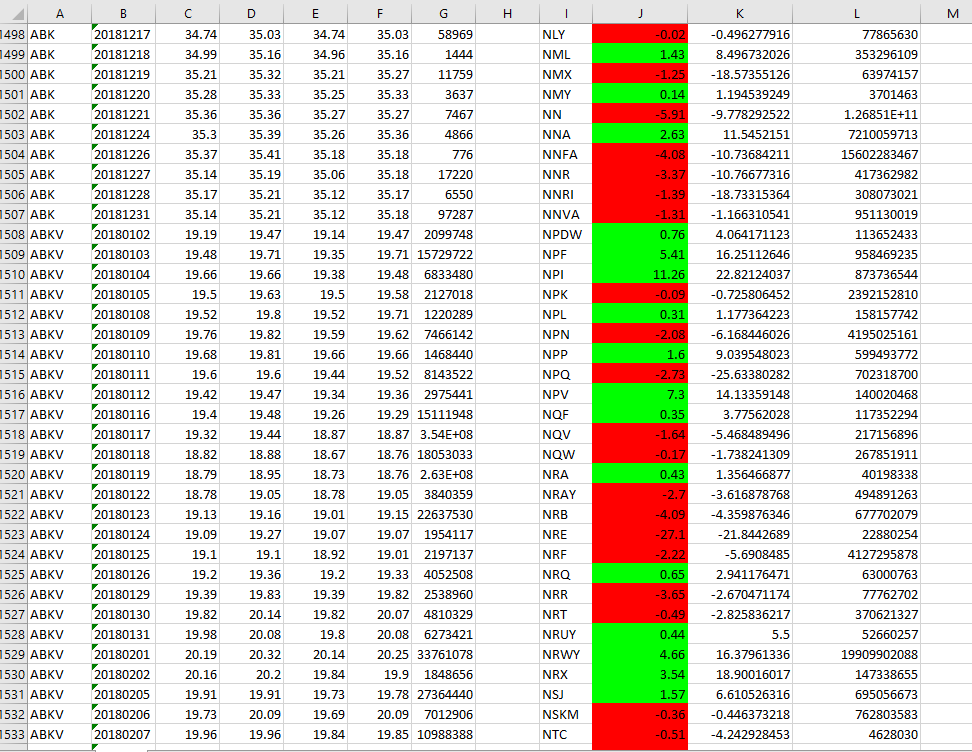 A B C D E F G H I J K L M
1498 ABK 20181217 34.74 35.03 34.74 35.03 58969 NLY -0.02 -0.496277916 77865630
1499 ABK 20181218 34.99 35.16 34.96 35.16 1444 NML 1.43 8.496732026 353296109
1500 ABK 20181219 35.21 35.32 35.21 35.27 11759 NMX -1.25 -18.57355126 63974157
1501 ABK 20181220 35.28 35.33 35.25 35.33 3637 NMY 0.14 1.194539249 3701463
1502 ABK 20181221 35.36 35.36 35.27 35.27 7467 NN -5.91 -9.778292522 1.26851E+11
1503 ABK 20181224 35.3 35.39 35.26 35.36 4866 NNA 2.63 11.5452151 7210059713
1504 ABK 20181226 35.37 35.41 35.18 35.18 776 NNFA -4.08 -10.73684211 15602283467
1505 ABK 20181227 35.14 35.19 35.06 35.18 17220 NNR -3.37 -10.76677316 417362982
1506 ABK 20181228 35.17 35.21 35.12 35.17 6550 NNRI -1.39 -18.73315364 308073021
1507 ABK 20181231 35.14 35.21 35.12 35.18 97287 NNVA -1.31 -1.166310541 951130019
1508 ABKV 20180102 19.19 19.47 19.14 19.47 2099748 NPDW 0.76 4.064171123 113652433
1509 ABKV 20180103 19.48 19.71 19.35 19.71 15729722 NPF 5.41 16.25112646 958469235
1510 ABKV 20180104 19.66 19.66 19.38 19.48 6833480 NPI 11.26 22.82124037 873736544
1511 ABKV 20180105 19.5 19.63 19.5 19.58 2127018 NPK -0.09 -0.725806452 2392152810
1512 ABKV 20180108 19.52 19.8 19.52 19.71 1220289 NPL 0.31 1.177364223 158157742
1513 ABKV 20180109 19.76 19.82 19.59 19.62 7466142 NPN -2.08 -6.168446026 4195025161
1514 ABKV 20180110 19.68 19.81 19.66 19.66 1468440 NPP 1.6 9.039548023 599493772
1515 ABKV 20180111 19.6 19.6 19.44 19.52 8143522 NPQ -2.73 -25.63380282 702318700
1516 ABKV 20180112 19.42 19.47 19.34 19.36 2975441 NPV 7.3 14.13359148 140020468
1517 ABKV 20180116 19.4 19.48 19.26 19.29 15111948 NQF 0.35 3.77562028 117352294
1518 ABKV 20180117 19.32 19.44 18.87 18.87 3.54E+08 NQV -1.64 -5.468489496 217156896
1519 ABKV 20180118 18.82 18.88 18.67 18.76 18053033 NQW -0.17 -1.738241309 267851911
1520 ABKV 20180119 18.79 18.95 18.73 18.76 2.63E+08 NRA 0.43 1.356466877 40198338
1521 ABKV 20180122 18.78 19.05 18.78 19.05 3840359 NRAY -2.7 -3.616878768 494891263
1522 ABKV 20180123 19.13 19.16 19.01 19.15 22637530 NRB -4.09 -4.359876346 677702079
1523 ABKV 20180124 19.09 19.27 19.07 19.07 1954117 NRE -27.1 -21.8442689 22880254
1524 ABKV 20180125 19.1 19.1 18.92 19.01 2197137 NRF -2.22 -5.6908485 4127295878
1525 ABKV 20180126 19.2 19.36 19.2 19.33 4052508 NRQ 0.65 2.941176471 63000763
1526 ABKV 20180129 19.39 19.83 19.39 19.82 2538960 NRR -3.65 -2.670471174 77762702
1527 ABKV 20180130 19.82 20.14 19.82 20.07 4810329 NRT -0.49 -2.825836217 370621327
1528 ABKV 20180131 19.98 20.08 19.8 20.08 6273421 NRUY 0.44 5.5 52660257
1529 ABKV 20180201 20.19 20.32 20.14 20.25 33761078 NRWY 4.66 16.37961336 19909902088
1530 ABKV 20180202 20.16 20.2 19.84 19.9 1848656 NRX 3.54 18.90016017 147338655
1531 ABKV 20180205 19.91 19.91 19.73 19.78 27364440 NSJ 1.57 6.610526316 695056673
1532 ABKV 20180206 19.73 20.09 19.69 20.09 7012906 NSKM -0.36 -0.446373218 762803583
1533 ABKV 20180207 19.96 19.96 19.84 19.85 10988388 NTC -0.51 -4.242928453 4628030